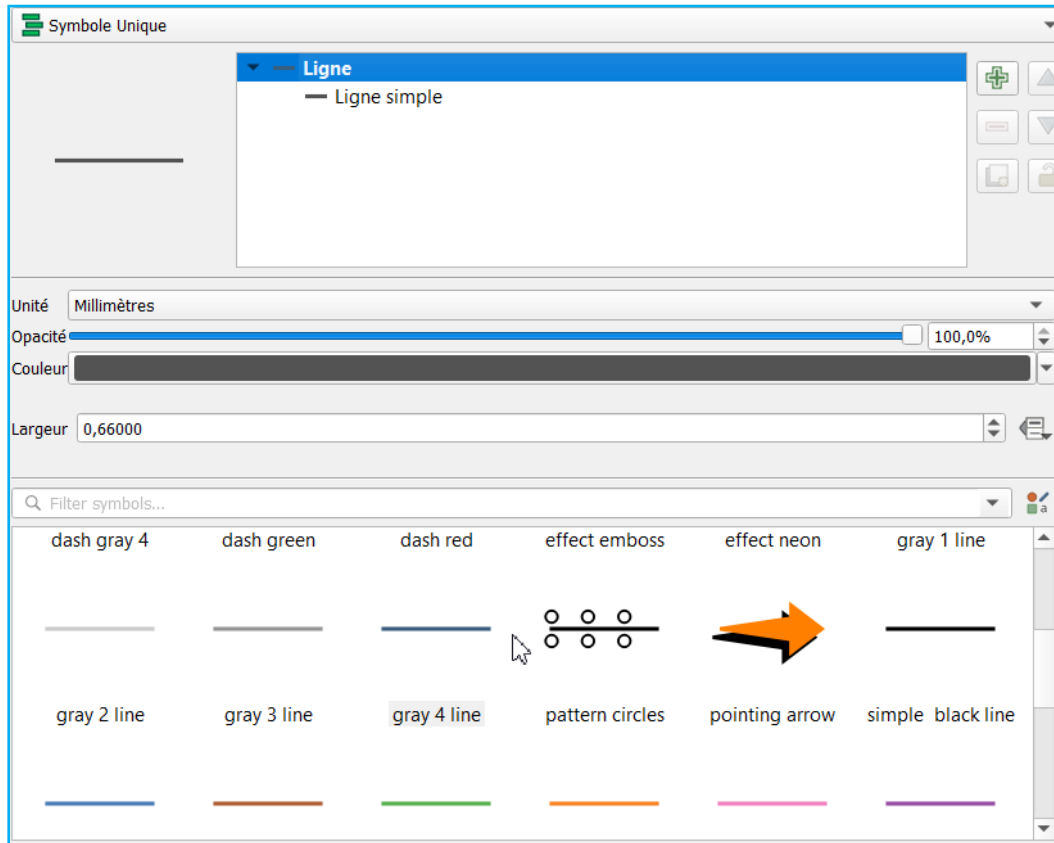 Symbole Unique
Ligne
Ligne simple
Unité Millimètres
Opacité 100,0%
Couleur
Largeur 0,66000
Filter symbols...
a
dash gray 4 dash green dash red effect emboss effect neon gray 1 line
gray 2 line gray 3 line gray 4 line pattern circles pointing arrow simple black line